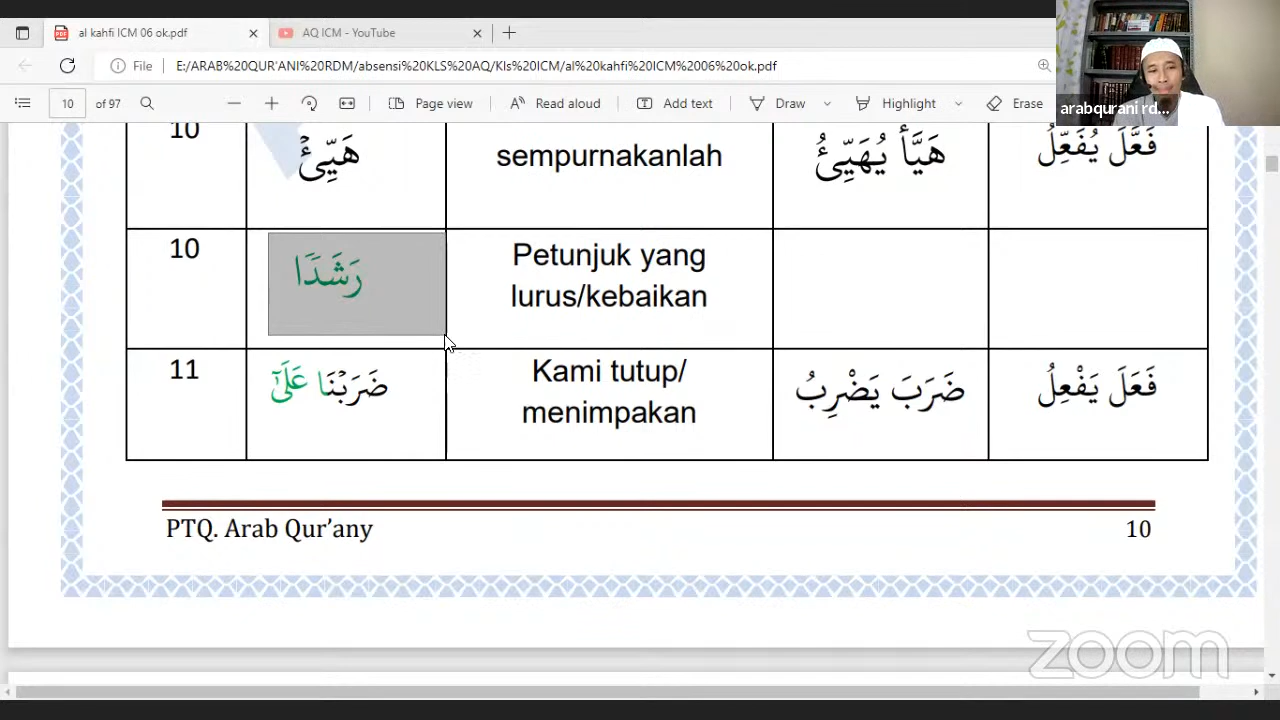 al kahfi ICM 06 ok.pdf
AQ ICM - YouTube
File
E:/ARAB%20QUR'ANI%20RDM/absensi%20KLS%20AQ/Kls%20ICM/al%20kahfi%20ICM%2006%20ok.pdf
10 of 97
Page view
Read aloud
Add text
Draw
Highlight
Erase
arabqurani rd...
10
هَيِّئْ
sempurnakanlah
هَيَّأَ يُهَيِّئُ
فَعَّلَ يُفَعِّلُ
10
رَشَدًا
Petunjuk yang
lurus/kebaikan
11
ضَرَبْنَا عَلَىٰٓ
Kami tutup/
menimpakan
ضَرَبَ يَضْرِبُ
فَعَلَ يَفْعِلُ
PTQ. Arab Qur’any
10
zoom